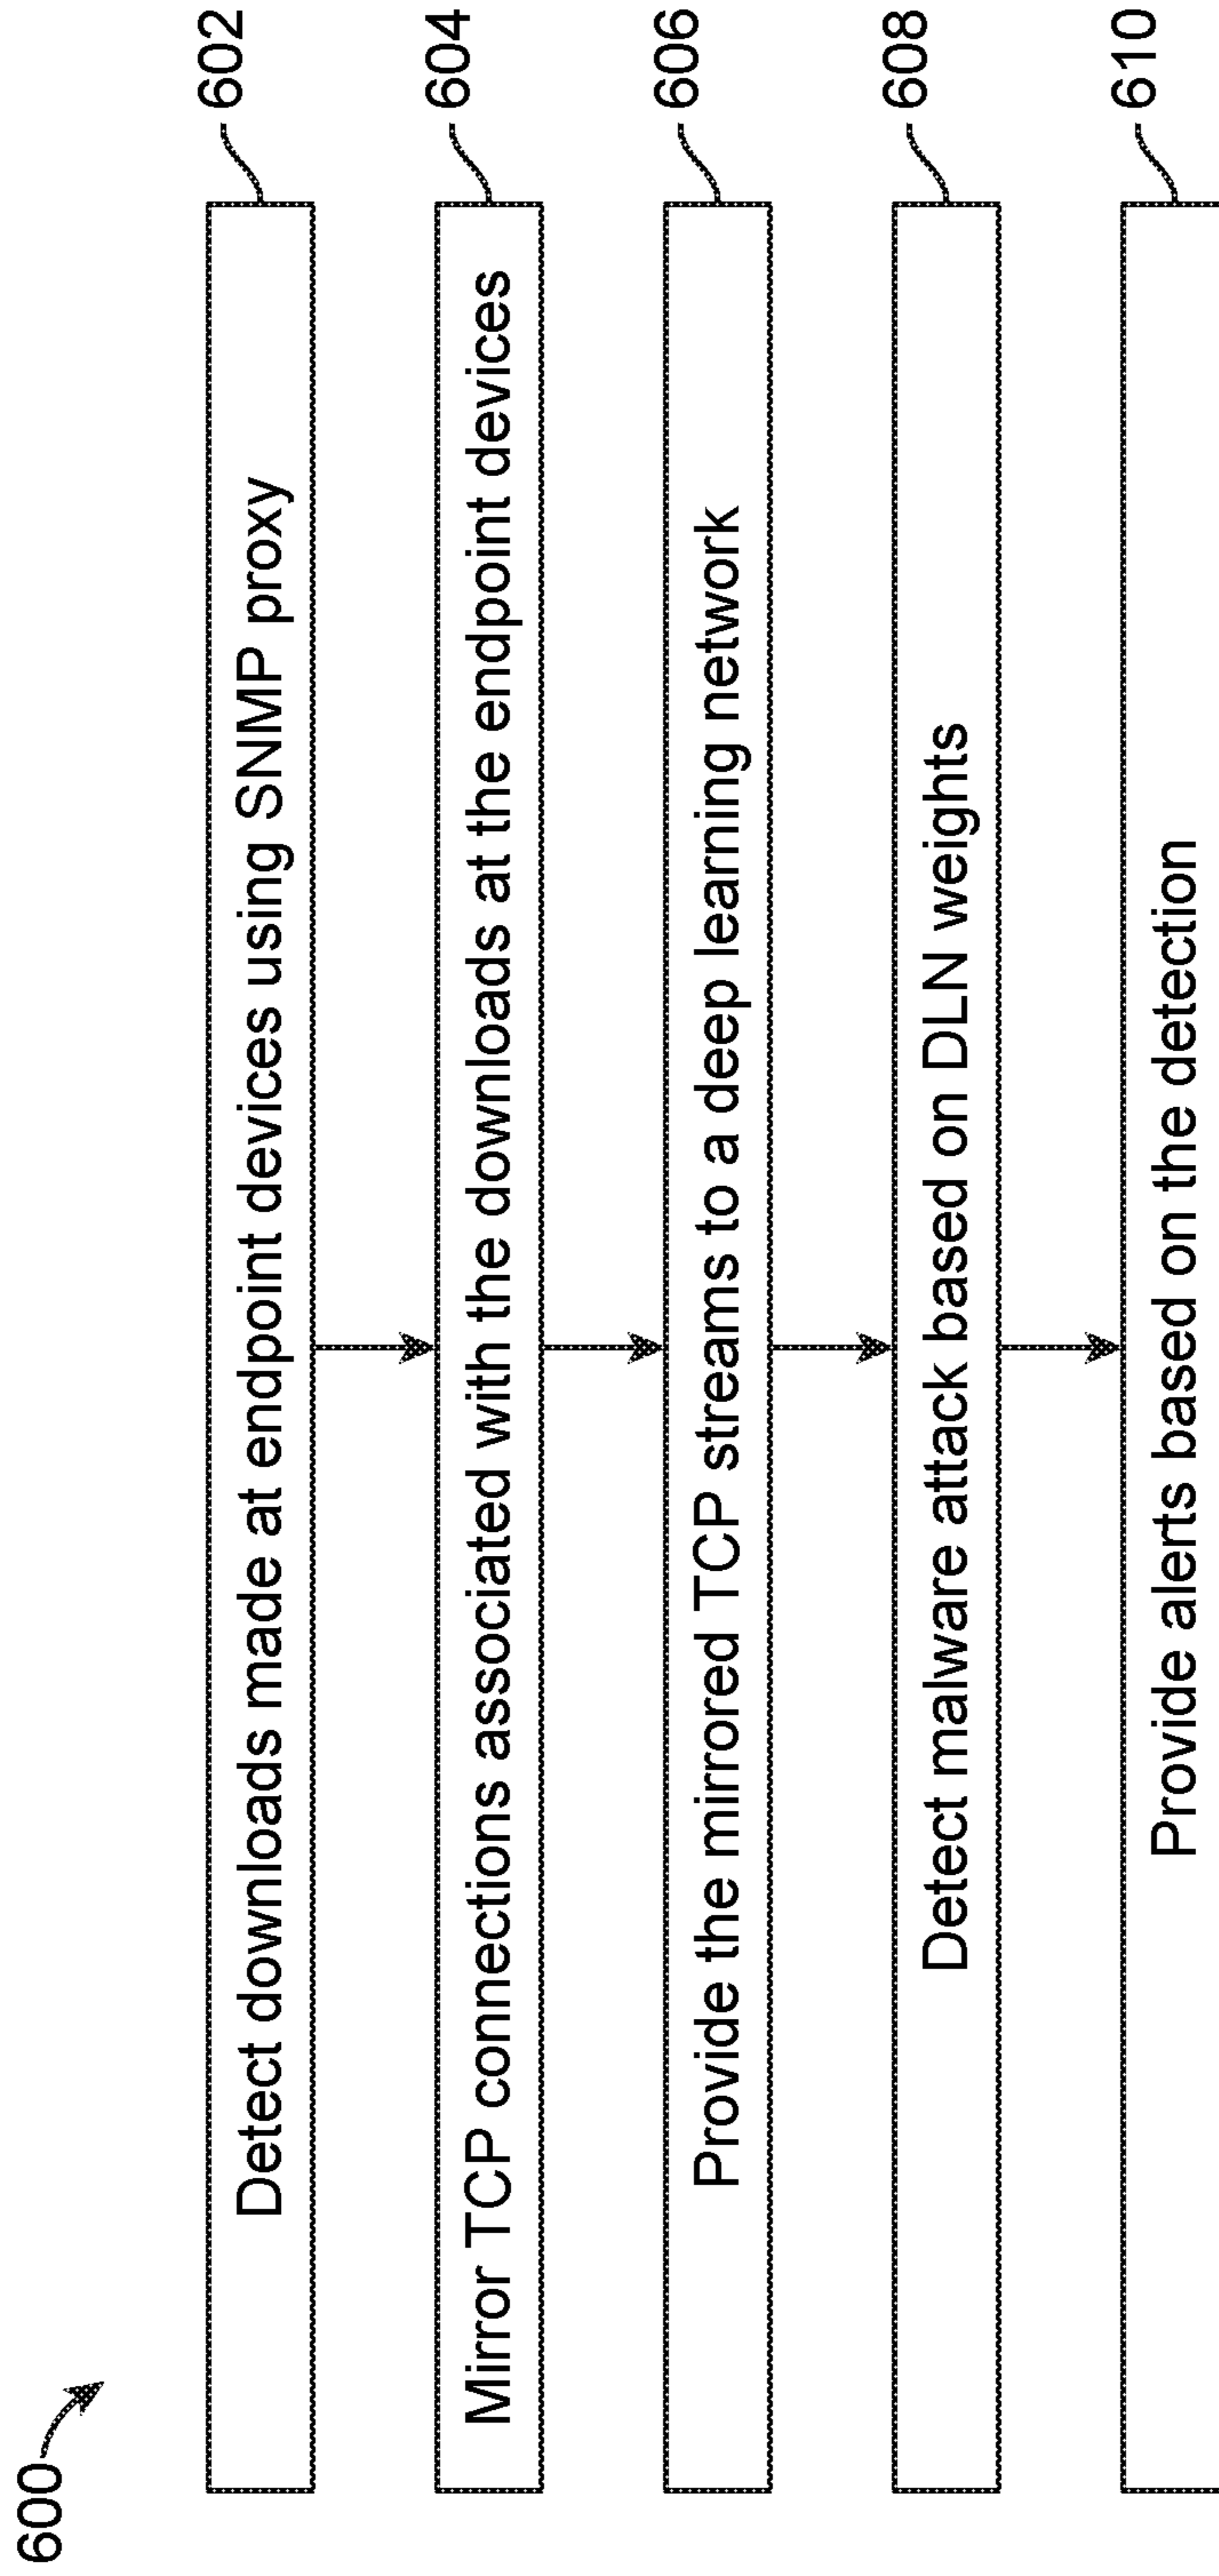 600
Detect downloads made at endpoint devices using SNMP proxy
602
Mirror TCP connections associated with the downloads at the endpoint devices
604
Provide the mirrored TCP streams to a deep learning network
606
Detect malware attack based on DLN weights
608
Provide alerts based on the detection
610